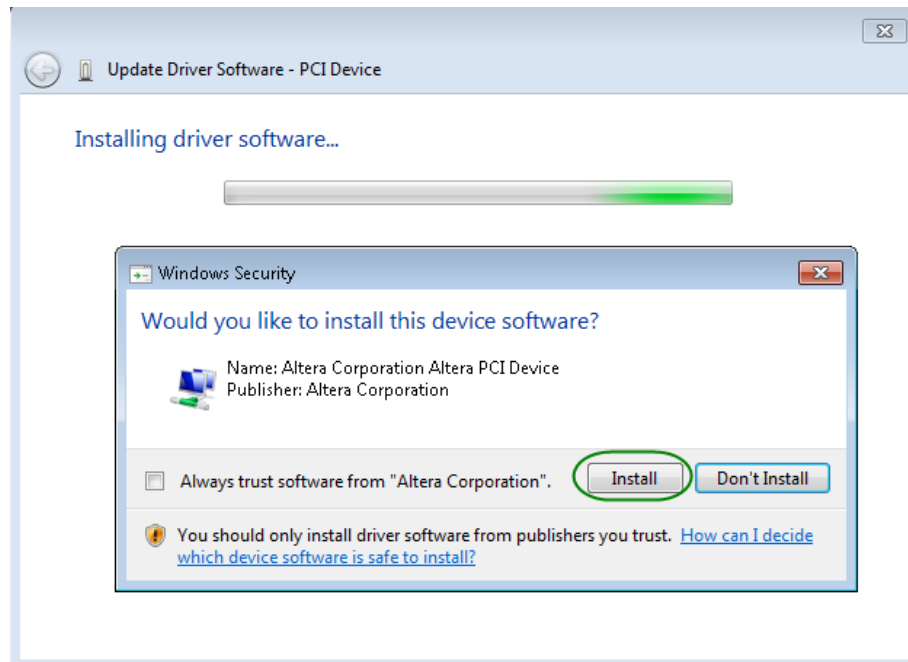 Update Driver Software - PCI Device
Installing driver software...
Windows Security
Would you like to install this device software?
Name: Altera Corporation Altera PCI Device
Publisher: Altera Corporation
Always trust software from "Altera Corporation".
Install
Don't Install
You should only install driver software from publishers you trust. How can I decide
which device software is safe to install?